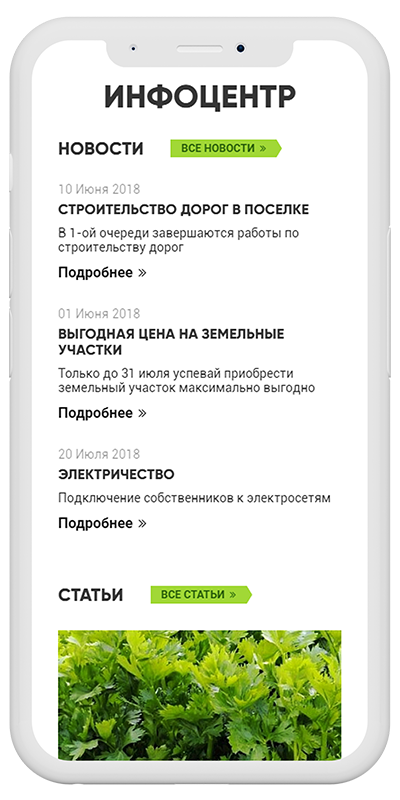 ИНФОЦЕНТР
НОВОСТИ
ВСЕ НОВОСТИ »
10 Июня 2018
СТРОИТЕЛЬСТВО ДОРОГ В ПОСЕЛКЕ
В 1-ой очереди завершаются работы по
строительству дорог
Подробнее »
01 Июня 2018
ВЫГОДНАЯ ЦЕНА НА ЗЕМЕЛЬНЫЕ
УЧАСТКИ
Только до 31 июля успевай приобрести
земельный участок максимально выгодно
Подробнее »
20 Июля 2018
ЭЛЕКТРИЧЕСТВО
Подключение собственников к электросетям
Подробнее »
СТАТЬИ
ВСЕ СТАТЬИ »